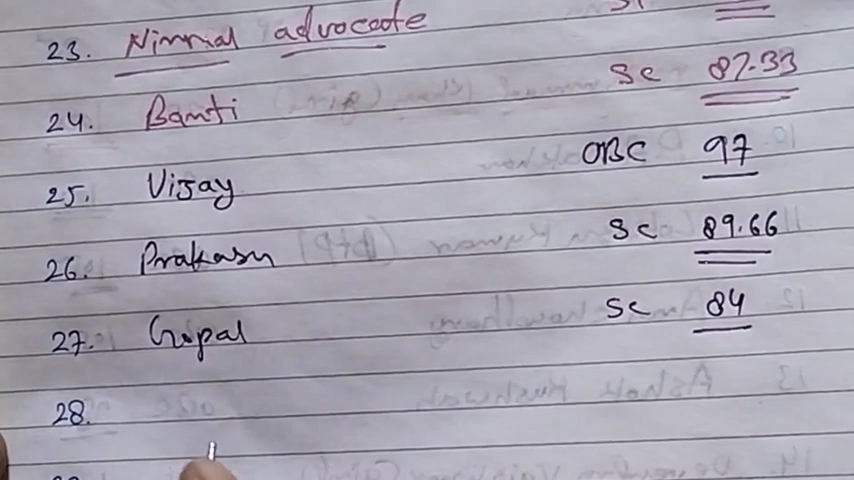 23. Nirmal advocate
24. Banti SC 87.33
25. Vijay OBC 97
26. Prakash SC 89.66
27. Gopal SC 84
28.